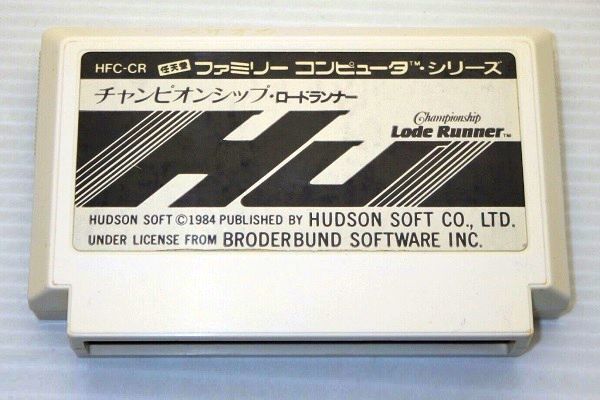 HFC-CR 任天堂 ファミリー コンピュータ™・シリーズ
チャンピオンシップ・ロードランナー
Championship
Lode Runner™
HU
HUDSON SOFT ©1984 PUBLISHED BY HUDSON SOFT CO., LTD.
UNDER LICENSE FROM BRODERBUND SOFTWARE INC.